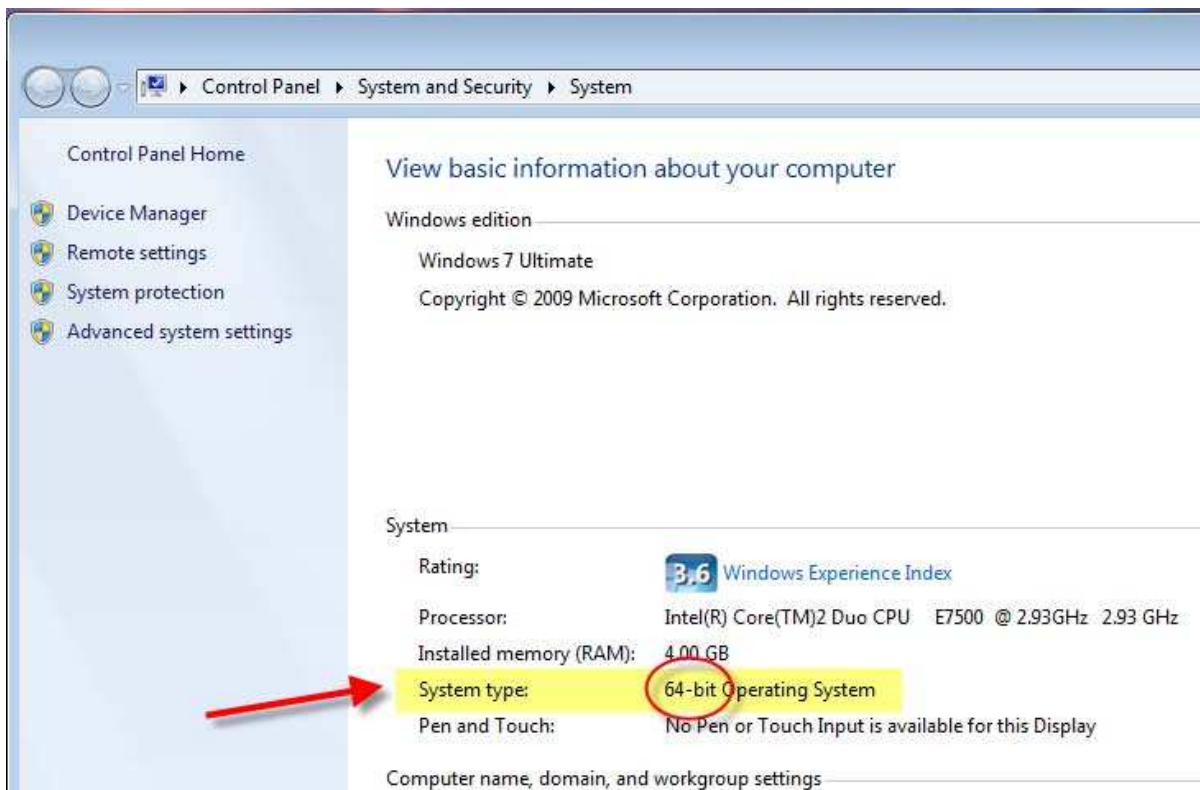 Control Panel System and Security System
Control Panel Home
Device Manager
Remote settings
System protection
Advanced system settings
View basic information about your computer
Windows edition
Windows 7 Ultimate
Copyright © 2009 Microsoft Corporation. All rights reserved.
System
Rating: 3.6 Windows Experience Index
Processor: Intel(R) Core(TM)2 Duo CPU E7500 @ 2.93GHz 2.93 GHz
Installed memory (RAM): 4.00 GB
System type: 64-bit Operating System
Pen and Touch: No Pen or Touch Input is available for this Display
Computer name, domain, and workgroup settings